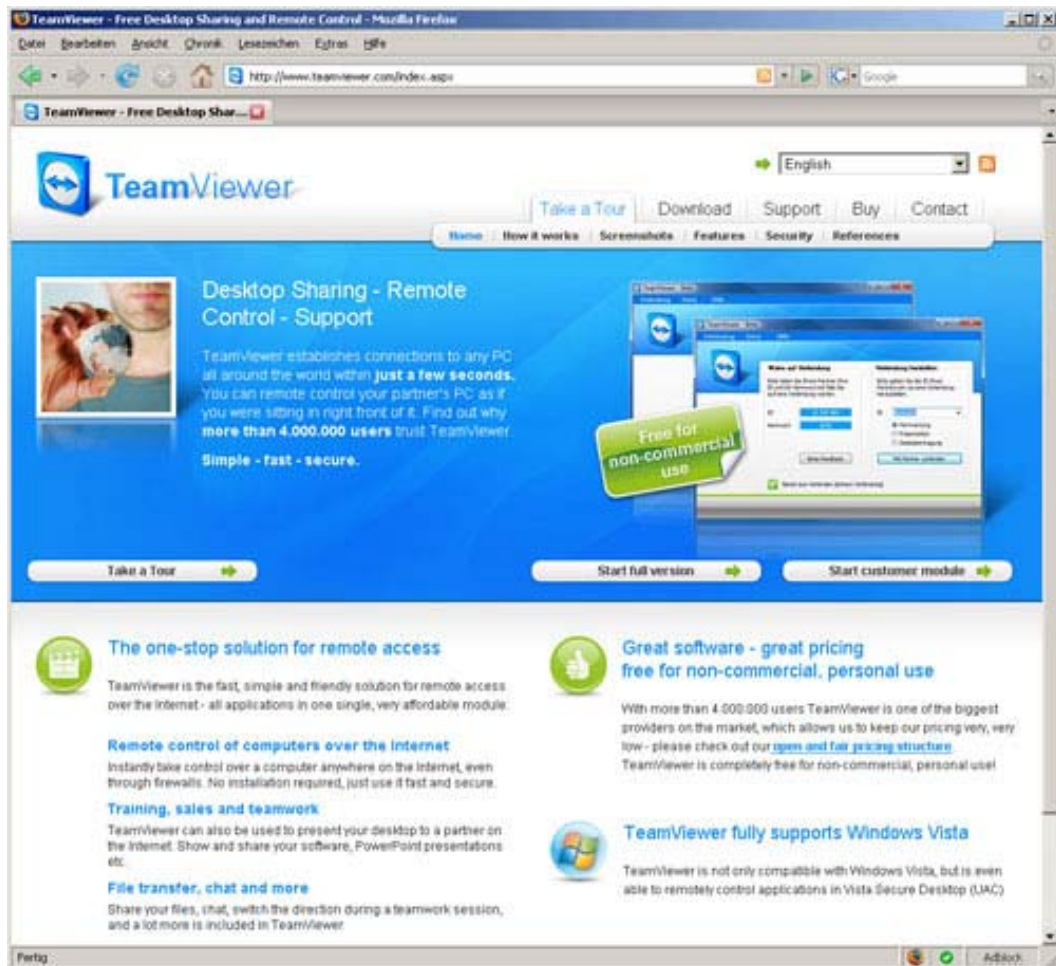 TeamViewer - Free Desktop Sharing and Remote Control - Mozilla Firefox
Datei Bearbeiten Ansicht Chronik Lesezeichen Extras Hilfe
http://www.teamviewer.com/index.aspx
Google
TeamViewer - Free Desktop Shar...
English
TeamViewer
Take a Tour Download Support Buy Contact
Home How it works Screenshots Features Security References
Desktop Sharing - Remote
Control - Support
TeamViewer establishes connections to any PC
all around the world within just a few seconds.
You can remote control your partner's PC as if
you were sitting in right front of it. Find out why
more than 4.000.000 users trust TeamViewer.
Simple - fast - secure.
Free for
non-commercial
use
Take a Tour
Start full version
Start customer module
The one-stop solution for remote access
TeamViewer is the fast, simple and friendly solution for remote access
over the Internet - all applications in one single, very affordable module.
Remote control of computers over the Internet
Instantly take control over a computer anywhere on the Internet, even
through firewalls. No installation required, just use it fast and secure.
Training, sales and teamwork
TeamViewer can also be used to present your desktop to a partner on
the Internet. Show and share your software, PowerPoint presentations
etc.
File transfer, chat and more
Share your files, chat, switch the direction during a teamwork session,
and a lot more is included in TeamViewer.
Great software - great pricing
free for non-commercial, personal use
With more than 4.000.000 users TeamViewer is one of the biggest
providers on the market, which allows us to keep our pricing very, very
low - please check out our open and fair pricing structure.
TeamViewer is completely free for non-commercial, personal use!
TeamViewer fully supports Windows Vista
TeamViewer is not only compatible with Windows Vista, but is even
able to remotely control applications in Vista Secure Desktop (UAC)
Fertig
Adblock